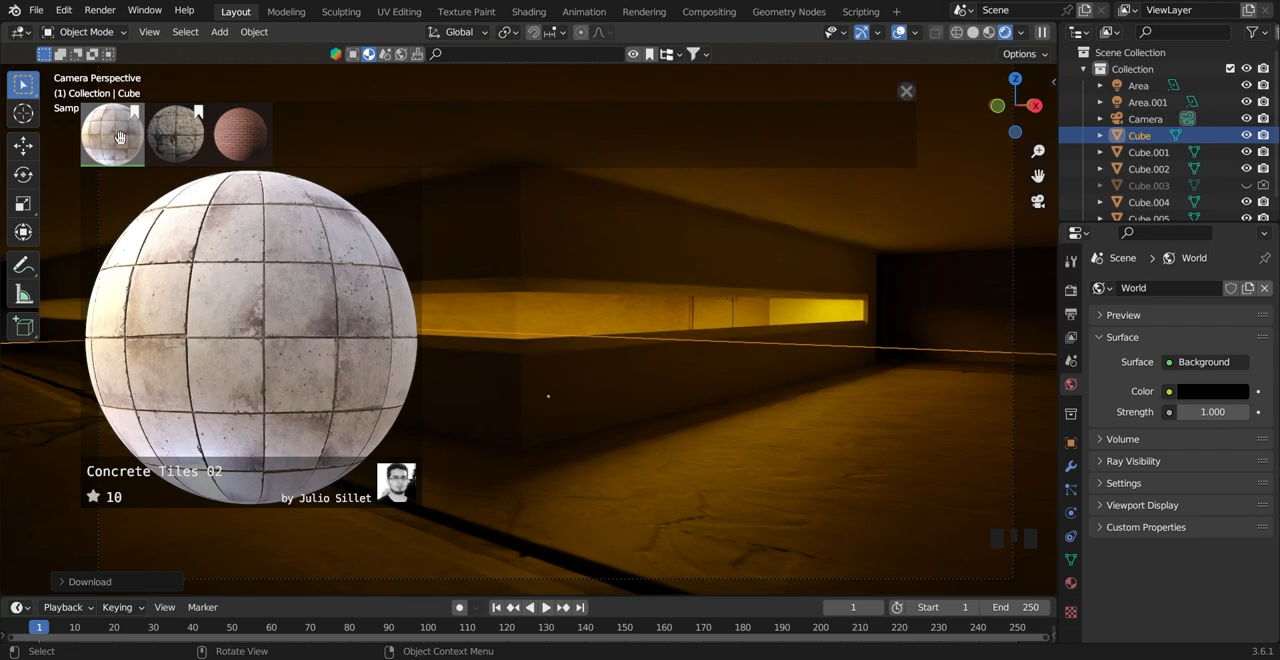 File Edit Render Window Help Layout Modeling Sculpting UV Editing Texture Paint Shading Animation Rendering Compositing Geometry Nodes Scripting + Scene ViewLayer
Object Mode View Select Add Object Global
Options
Camera Perspective
(1) Collection | Cube
Samp
Z
X
Concrete Tiles 02
10
by Julio Sillet
Download
Scene Collection
Collection
Area
Area.001
Camera
Cube
Cube.001
Cube.002
Cube.003
Cube.004
Cube.005
Scene > World
World
Preview
Surface
Surface Background
Color
Strength 1.000
Volume
Ray Visibility
Settings
Viewport Display
Custom Properties
Playback Keying View Marker 1 Start 1 End 250
1 10 20 30 40 50 60 70 80 90 100 110 120 130 140 150 160 170 180 190 200 210 220 230 240 250
Select Rotate View Object Context Menu 3.6.1